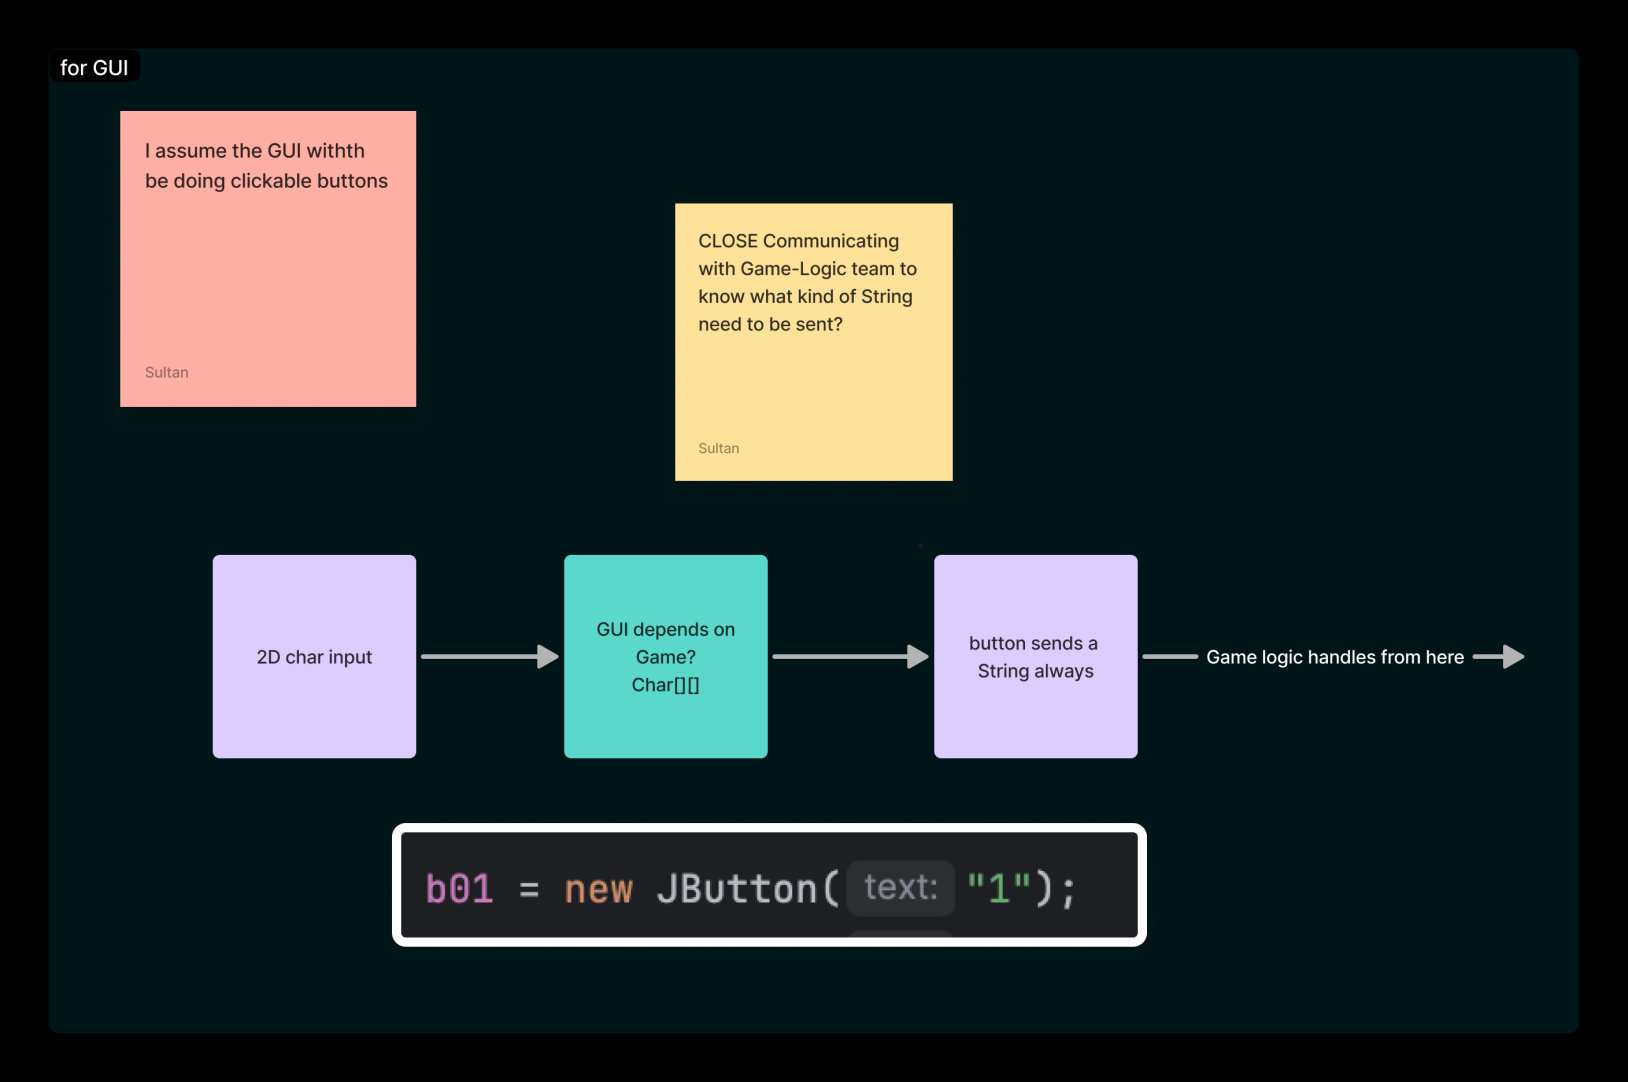 for GUI
I assume the GUI withth
be doing clickable buttons
Sultan
CLOSE Communicating
with Game-Logic team to
know what kind of String
need to be sent?
Sultan
2D char input
GUI depends on
Game?
Char[][]
button sends a
String always
Game logic handles from here
b01 = new JButton( text: "1");